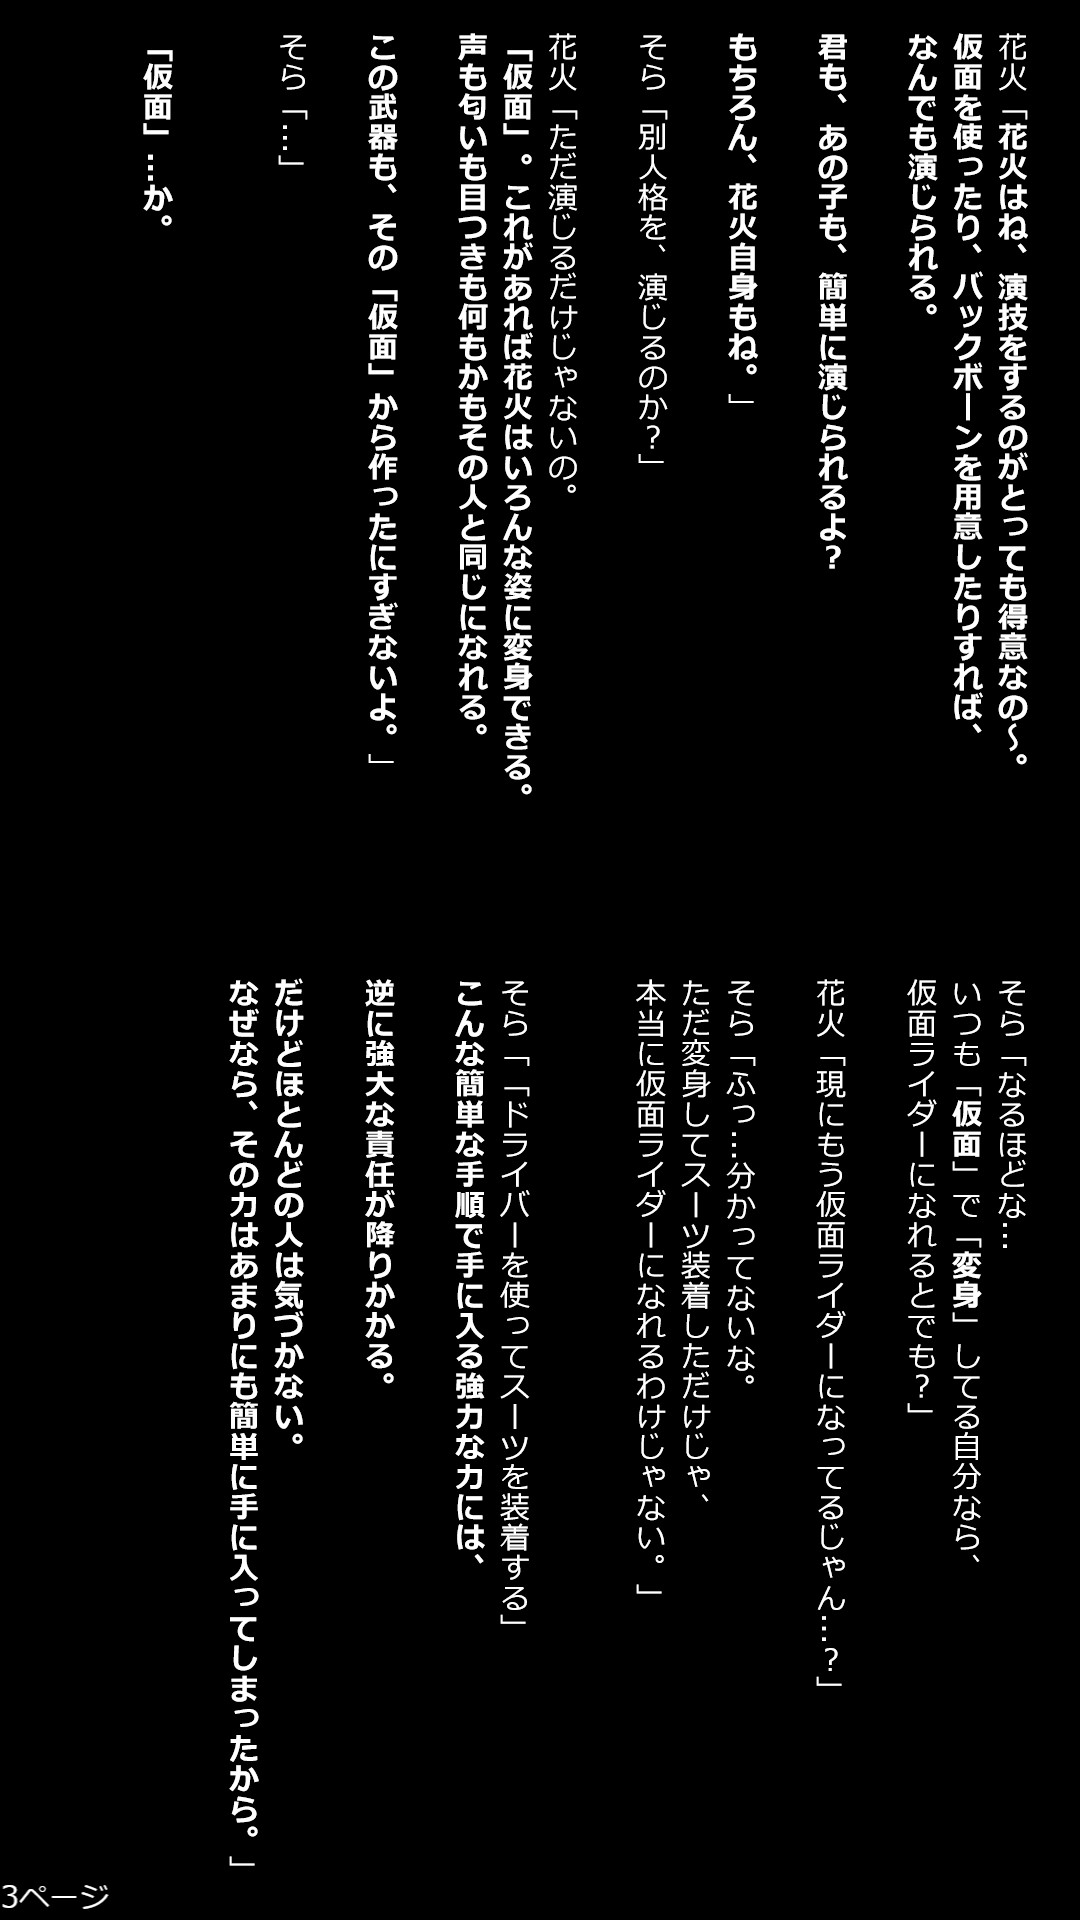 花火「花火はね、演技をするのがとっても得意なの〜。
仮面を使ったり、バックボーンを用意したりすれば、
なんでも演じられる。
君も、あの子も、簡単に演じられるよ？
もちろん、花火自身もね。」
そら「別人格を、演じるのか？」
花火「ただ演じるだけじゃないの。
「仮面」。これがあれば花火はいろんな姿に変身できる。
声も匂いも目つきも何もかもその人と同じになれる。
この武器も、その「仮面」から作ったにすぎないよ。」
そら「…」
「仮面」…か。
そら「なるほどな…
いつも「仮面」で「変身」してる自分なら、
仮面ライダーになれるとでも？」
花火「現にもう仮面ライダーになってるじゃん…？」
そら「ふっ…分かってないな。
ただ変身してスーツ装着しただけじゃ、
本当に仮面ライダーになれるわけじゃない。」
そら「「ドライバーを使ってスーツを装着する」
こんな簡単な手順で手に入る強力な力には、
逆に強大な責任が降りかかる。
だけどほとんどの人は気づかない。
なぜなら、その力はあまりにも簡単に手に入ってしまったから。」
3ページ